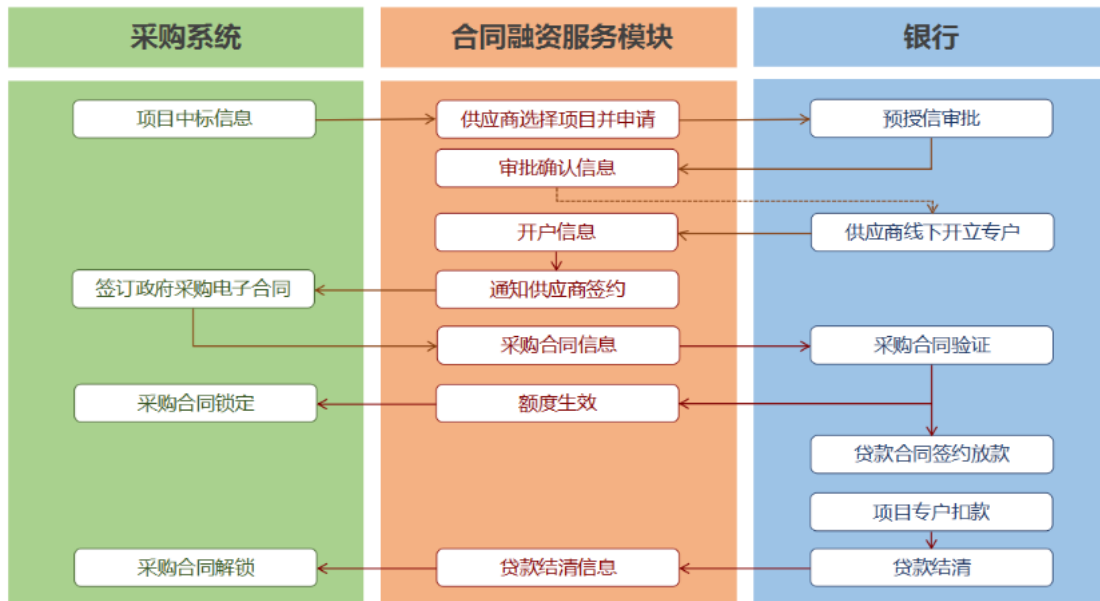 采购系统
合同融资服务模块
银行
项目中标信息
供应商选择项目并申请
预授信审批
审批确认信息
开户信息
供应商线下开立专户
签订政府采购电子合同
通知供应商签约
采购合同信息
采购合同验证
采购合同锁定
额度生效
贷款合同签约放款
项目专户扣款
采购合同解锁
贷款结清信息
贷款结清